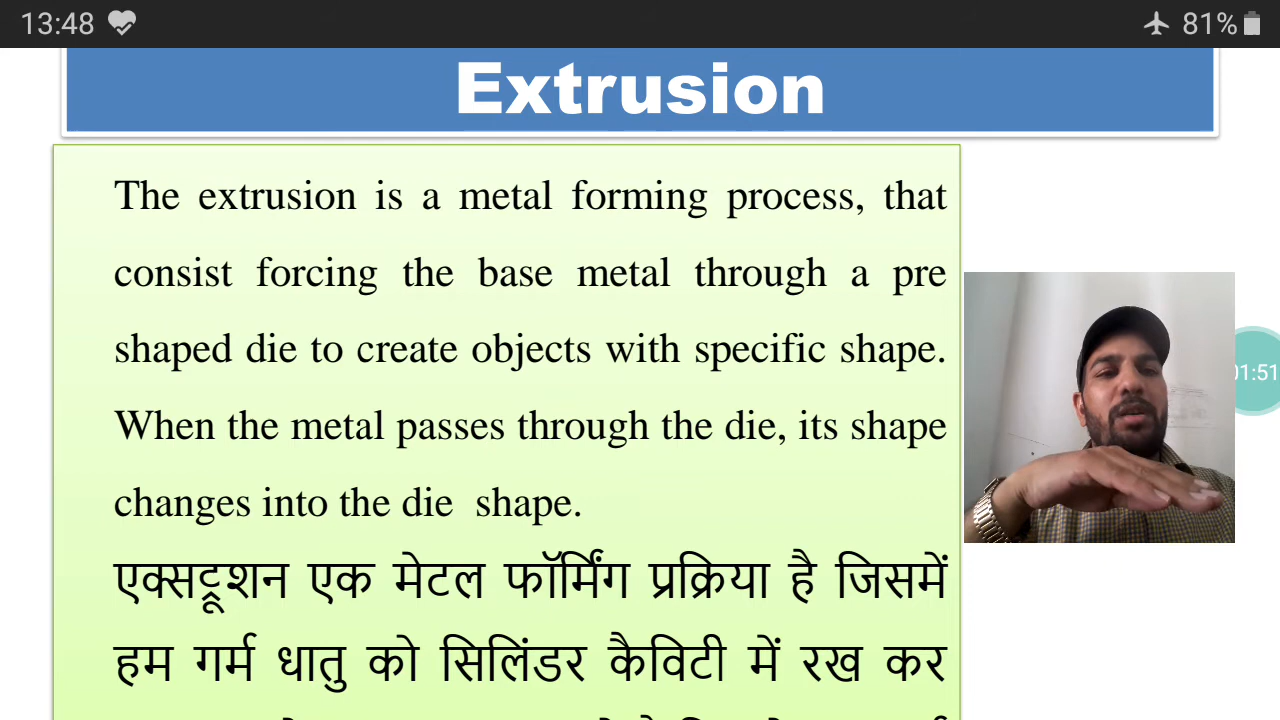 13:48
81%
Extrusion
The extrusion is a metal forming process, that
consist forcing the base metal through a pre
shaped die to create objects with specific shape.
When the metal passes through the die, its shape
changes into the die shape.
01:51
एक्सट्रूशन एक मेटल फॉर्मिंग प्रक्रिया है जिसमें
हम गर्म धातु को सिलिंडर कैविटी में रख कर